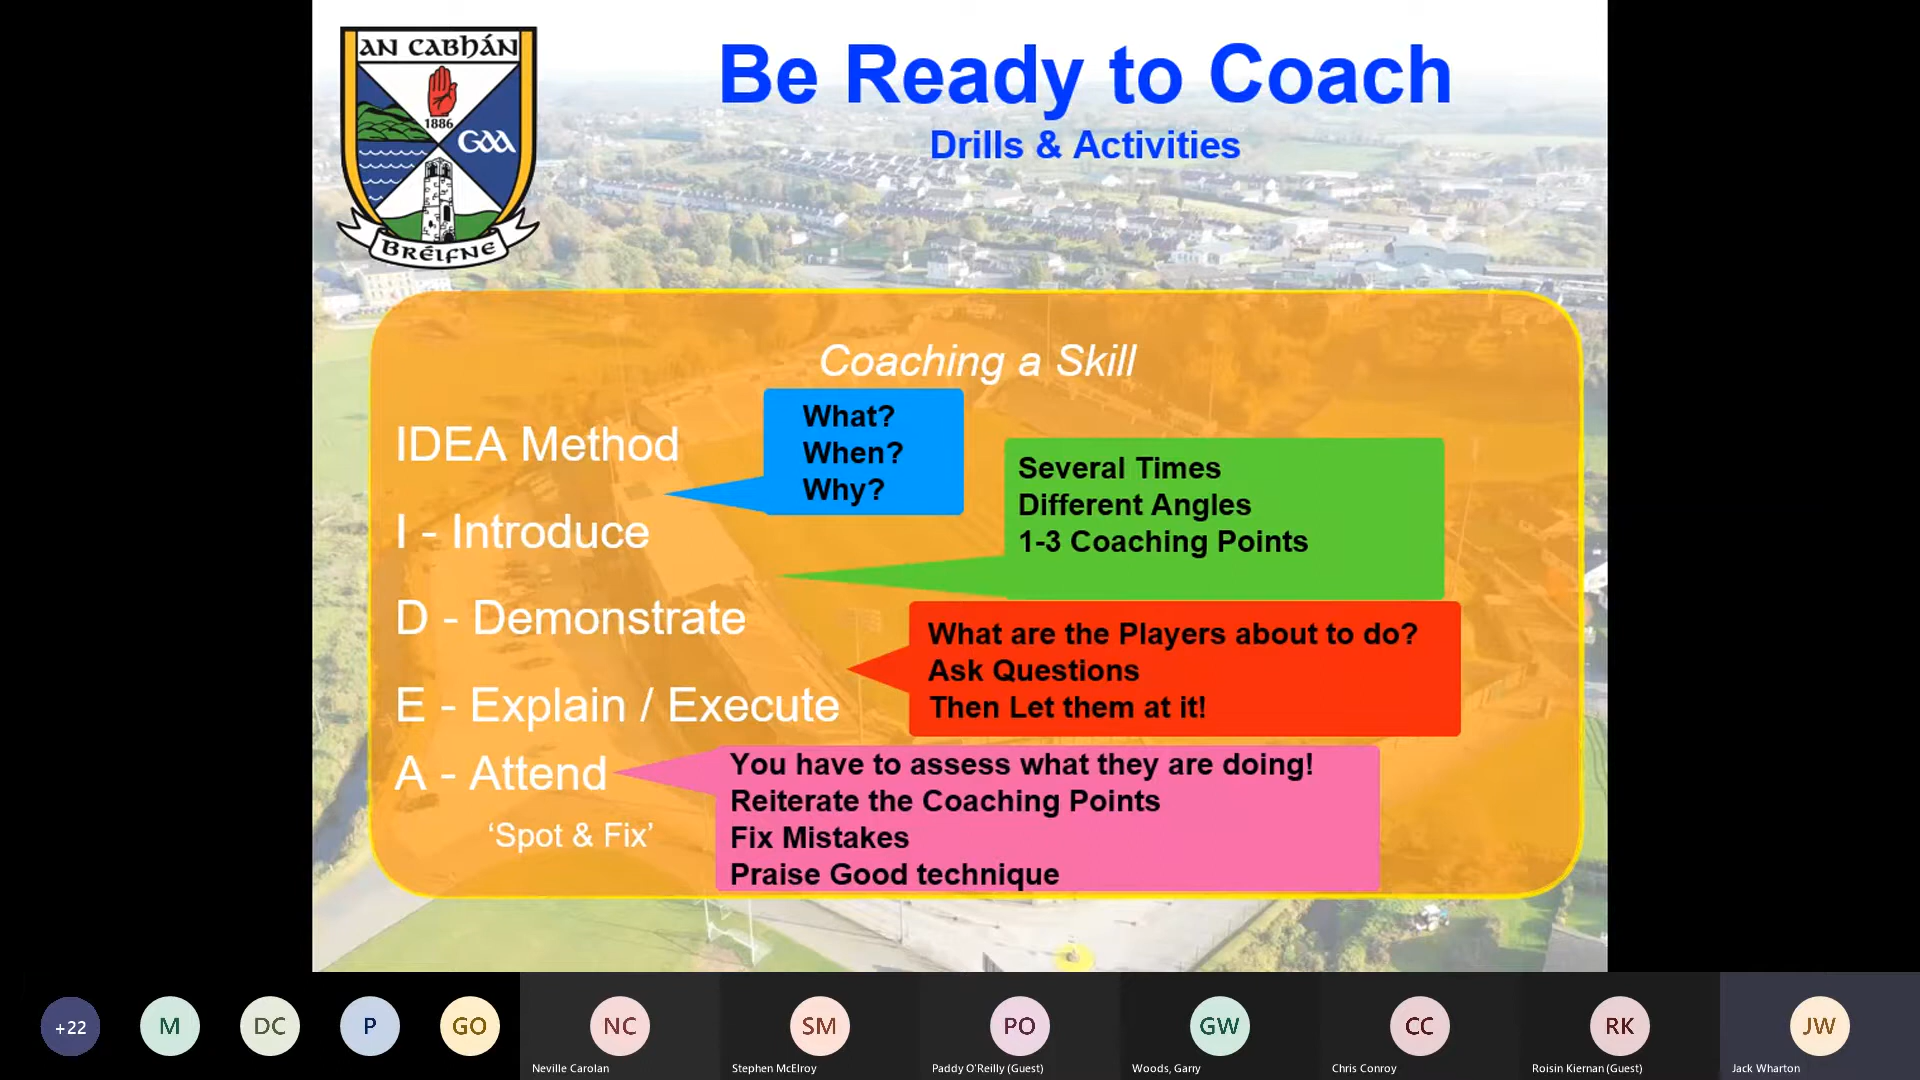 AN CABHÁN
1886
GAA
BRÉIFNE
Be Ready to Coach
Drills & Activities
Coaching a Skill
IDEA Method
What?
When?
Why?
I - Introduce
Several Times
Different Angles
1-3 Coaching Points
D - Demonstrate
What are the Players about to do?
Ask Questions
Then Let them at it!
E - Explain / Execute
A - Attend
'Spot & Fix'
You have to assess what they are doing!
Reiterate the Coaching Points
Fix Mistakes
Praise Good technique
+22
M
DC
P
GO
NC
Neville Carolan
SM
Stephen McElroy
PO
Paddy O'Reilly (Guest)
GW
Woods, Garry
CC
Chris Conroy
RK
Roisin Kiernan (Guest)
JW
Jack Wharton